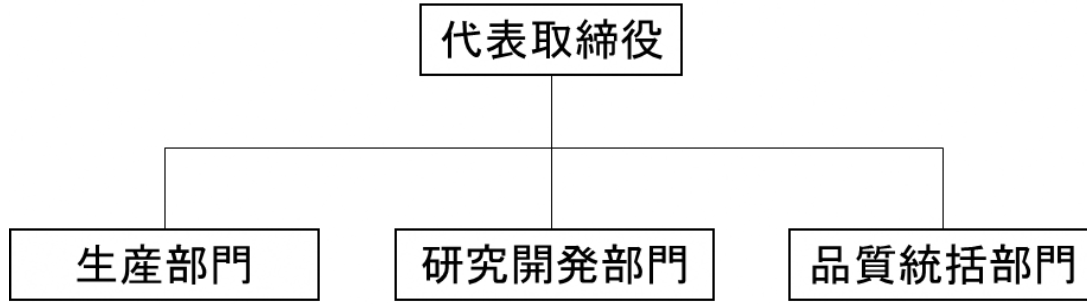 代表取締役
生産部門
研究開発部門
品質統括部門